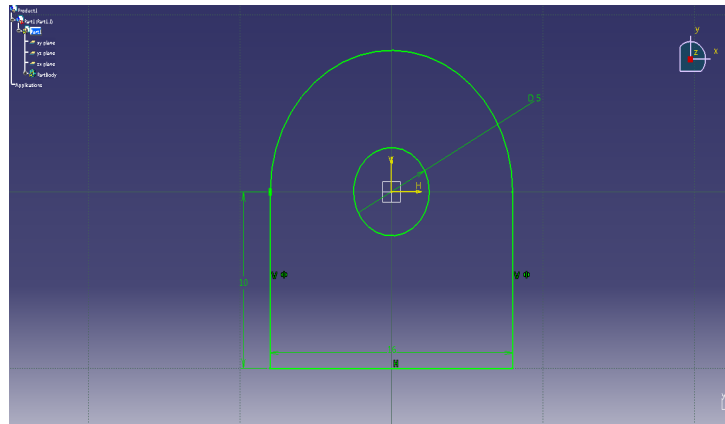 Product1
Part1 (Part1.1)
Part1
xy plane
yz plane
zx plane
PartBody
Applications
y
x
z
D 5
V
H
10
V
V
H